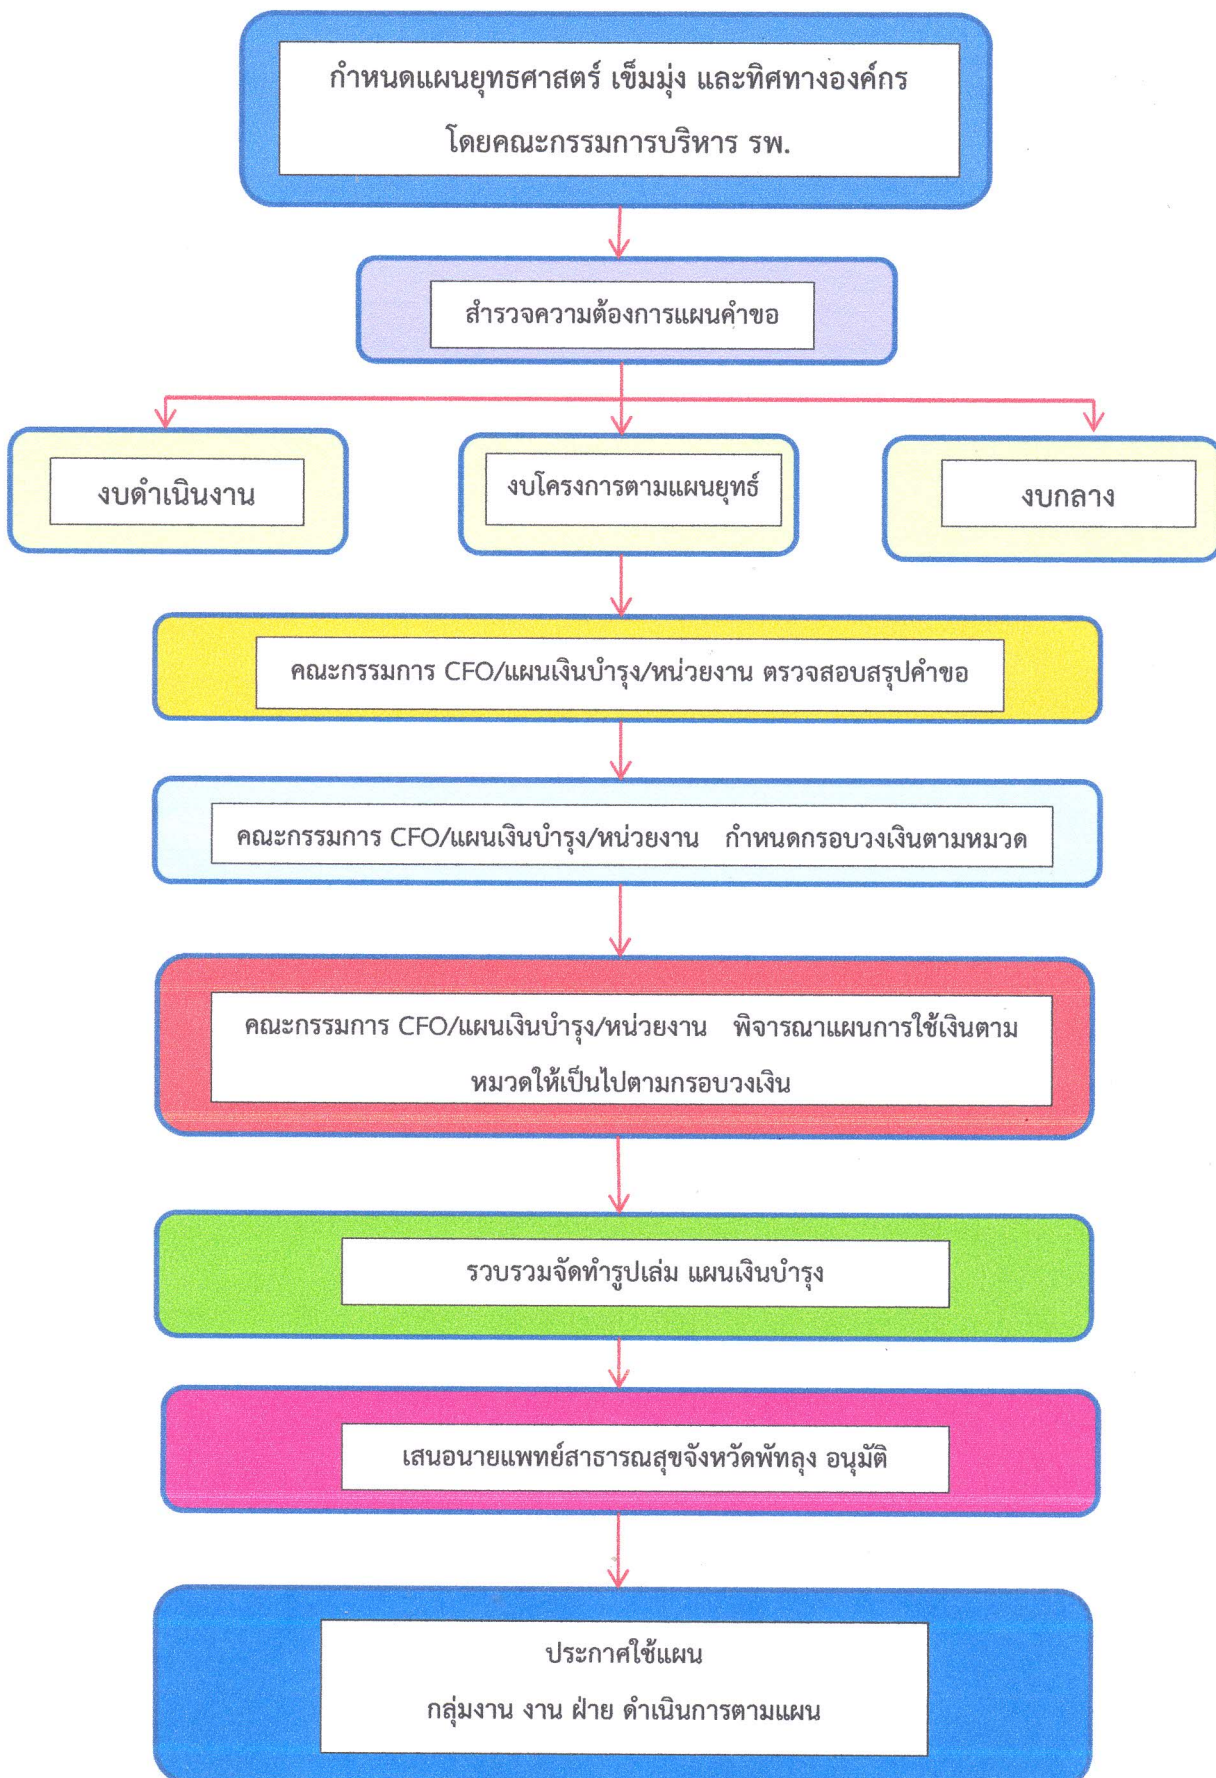 กำหนดแผนยุทธศาสตร์ เข็มมุ่ง และทิศทางองค์กร
โดยคณะกรรมการบริหาร รพ.
สำรวจความต้องการแผนคำขอ
งบดำเนินงาน
งบโครงการตามแผนยุทธ์
งบกลาง
คณะกรรมการ CFO/แผนเงินบำรุง/หน่วยงาน ตรวจสอบสรุปคำขอ
คณะกรรมการ CFO/แผนเงินบำรุง/หน่วยงาน กำหนดกรอบวงเงินตามหมวด
คณะกรรมการ CFO/แผนเงินบำรุง/หน่วยงาน พิจารณาแผนการใช้เงินตาม
หมวดให้เป็นไปตามกรอบวงเงิน
รวบรวมจัดทำรูปเล่ม แผนเงินบำรุง
เสนอนายแพทย์สาธารณสุขจังหวัดพัทลุง อนุมัติ
ประกาศใช้แผน
กลุ่มงาน งาน ฝ่าย ดำเนินการตามแผน